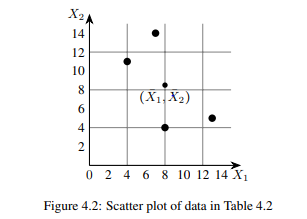 X₂
14
12
10
8
6
4
2
(X̄₁, X̄₂)
0 2 4 6 8 10 12 14 X₁
Figure 4.2: Scatter plot of data in Table 4.2